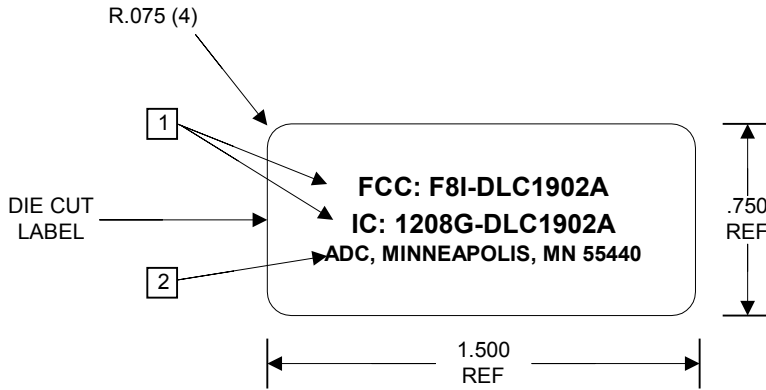 R.075 (4)
1
FCC: F8I-DLC1902A
DIE CUT
LABEL
IC: 1208G-DLC1902A
.750
REF
ADC, MINNEAPOLIS, MN 55440
2
1.500
REF